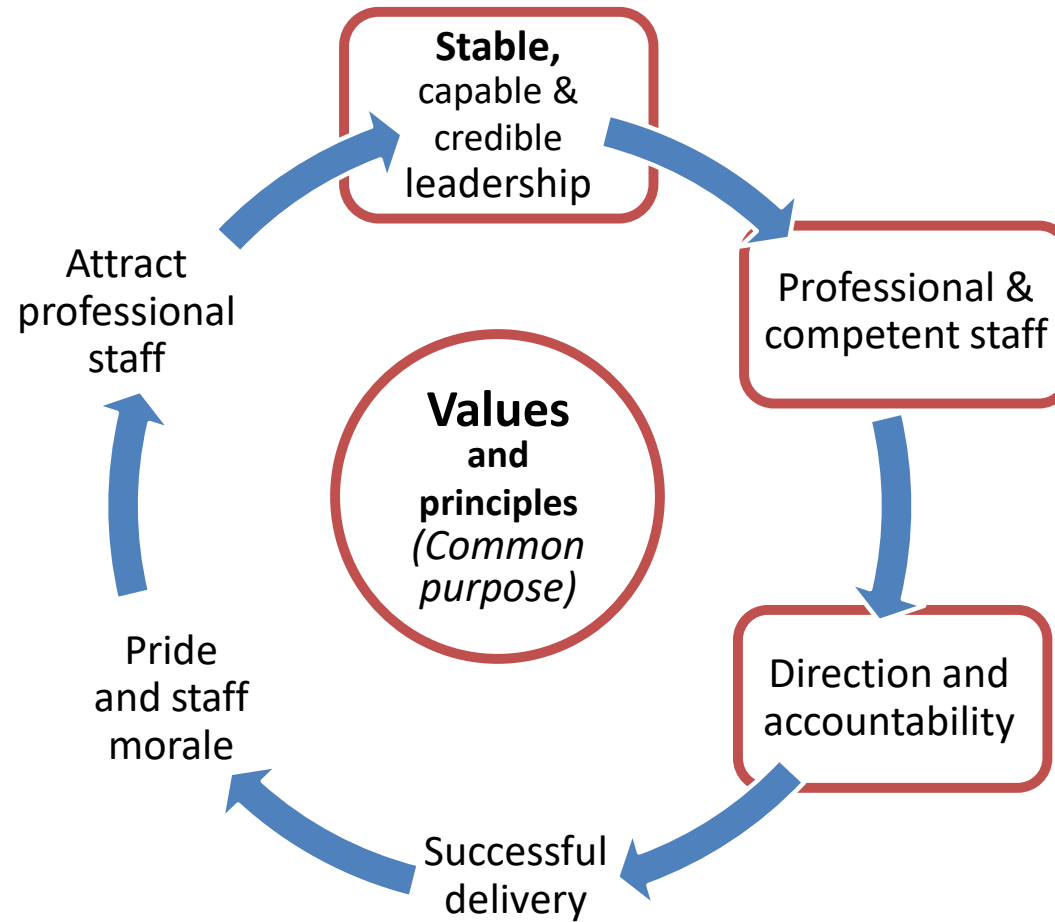 Stable,
capable &
credible
leadership
Professional &
competent staff
Direction and
accountability
Successful
delivery
Pride
and staff
morale
Attract
professional
staff
Values
and
principles
(Common
purpose)